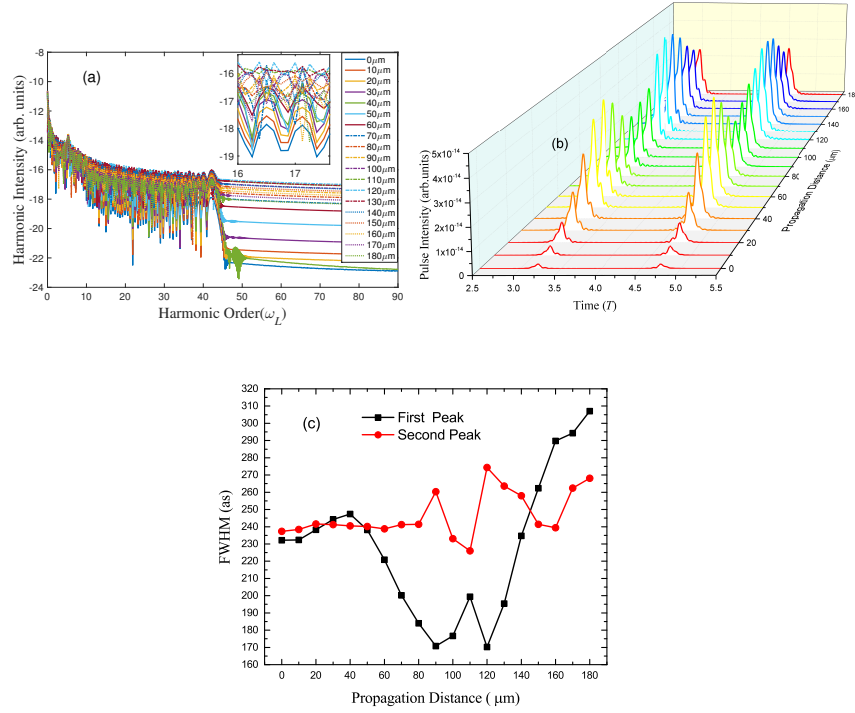 (a)
Harmonic Intensity (arb. units)
-8
-10
-12
-14
-16
-18
-20
-22
-24
0 10 20 30 40 50 60 70 80 90
Harmonic Order(ω_L)
-16
-17
-18
-19
16 17
0μm
10μm
20μm
30μm
40μm
50μm
60μm
70μm
80μm
90μm
100μm
110μm
120μm
130μm
140μm
150μm
160μm
170μm
180μm
(b)
Pulse Intensity (arb.units)
5x10⁻¹⁴
4x10⁻¹⁴
3x10⁻¹⁴
2x10⁻¹⁴
1x10⁻¹⁴
0
2.5 3.0 3.5 4.0 4.5 5.0 5.5
Time (T)
0
20
40
60
80
100
120
140
160
18
Propagation Distance (μm)
(c)
First Peak
Second Peak
FWHM (as)
320
310
300
290
280
270
260
250
240
230
220
210
200
190
180
170
160
0 20 40 60 80 100 120 140 160 180
Propagation Distance ( μm)